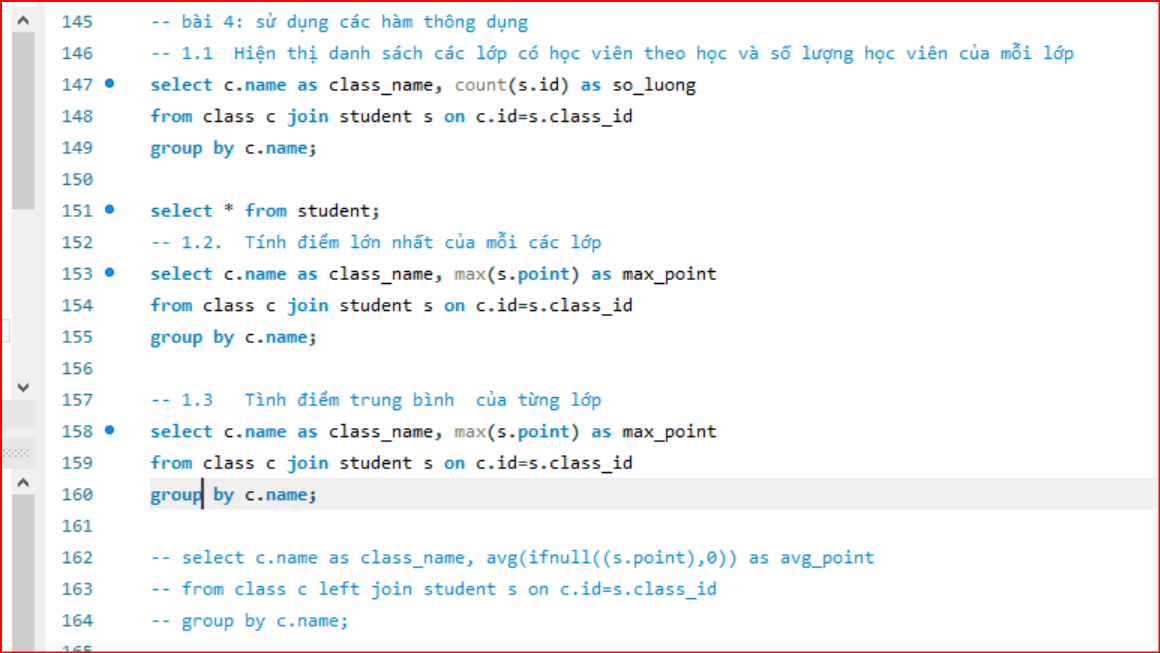 145 -- bài 4: sử dụng các hàm thông dụng
146 -- 1.1  Hiện thị danh sách các lớp có học viên theo học và số lượng học viên của mỗi lớp
147 select c.name as class_name, count(s.id) as so_luong
148 from class c join student s on c.id=s.class_id
149 group by c.name;
150
151 select * from student;
152 -- 1.2.  Tính điểm lớn nhất của mỗi các lớp
153 select c.name as class_name, max(s.point) as max_point
154 from class c join student s on c.id=s.class_id
155 group by c.name;
156
157 -- 1.3   Tình điểm trung bình  của từng lớp
158 select c.name as class_name, max(s.point) as max_point
159 from class c join student s on c.id=s.class_id
160 group by c.name;
161
162 -- select c.name as class_name, avg(ifnull((s.point),0)) as avg_point
163 -- from class c left join student s on c.id=s.class_id
164 -- group by c.name;
165